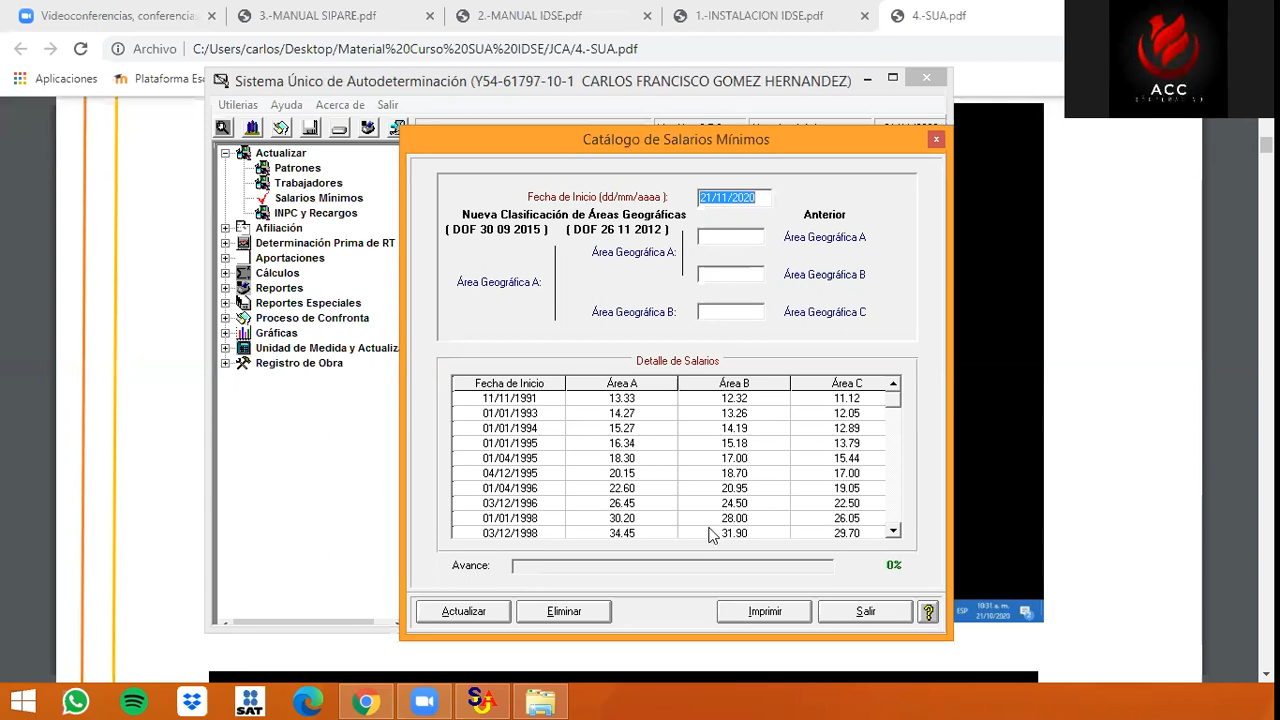 Videoconferencias, conferencias
3.-MANUAL SIPARE.pdf
2.-MANUAL IDSE.pdf
1.-INSTALACION IDSE.pdf
4.-SUA.pdf
Archivo C:/Users/carlos/Desktop/Material%20Curso%20SUA%20IDSE/JCA/4.-SUA.pdf
Aplicaciones
Plataforma Es
ACC
Sistema Único de Autodeterminación (Y54-61797-10-1 CARLOS FRANCISCO GOMEZ HERNANDEZ)
Utilerias Ayuda Acerca de Salir
Actualizar
Patrones
Trabajadores
Salarios Mínimos
INPC y Recargos
Afiliación
Determinación Prima de RT
Aportaciones
Cálculos
Reportes
Reportes Especiales
Proceso de Confronta
Gráficas
Unidad de Medida y Actualiz
Registro de Obra
Catálogo de Salarios Mínimos
Fecha de Inicio (dd/mm/aaaa ): 21/11/2020
Nueva Clasificación de Áreas Geográficas Anterior
( DOF 30 09 2015 ) ( DOF 26 11 2012 )
Área Geográfica A: Área Geográfica A
Área Geográfica A: Área Geográfica B
Área Geográfica B: Área Geográfica C
Detalle de Salarios
Fecha de Inicio Área A Área B Área C
11/11/1991 13.33 12.32 11.12
01/01/1993 14.27 13.26 12.05
01/01/1994 15.27 14.19 12.89
01/01/1995 16.34 15.18 13.79
01/04/1995 18.30 17.00 15.44
04/12/1995 20.15 18.70 17.00
01/04/1996 22.60 20.95 19.05
03/12/1996 26.45 24.50 22.50
01/01/1998 30.20 28.00 26.05
03/12/1998 34.45 31.90 29.70
Avance: 0%
Actualizar Eliminar Imprimir Salir ?
ESP 10:31 a. m.
21/10/2020
SAT